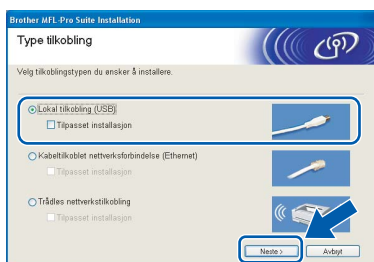 Brother MFL-Pro Suite Installation
Type tilkobling
Velg tilkoblingstypen du ønsker å installere.
Lokal tilkobling (USB)
Tilpasset installasjon
Kabeltilkoblet nettverksforbindelse (Ethernet)
Tilpasset installasjon
Trådløs nettverkstilkobling
Tilpasset installasjon
Neste >
Avbryt